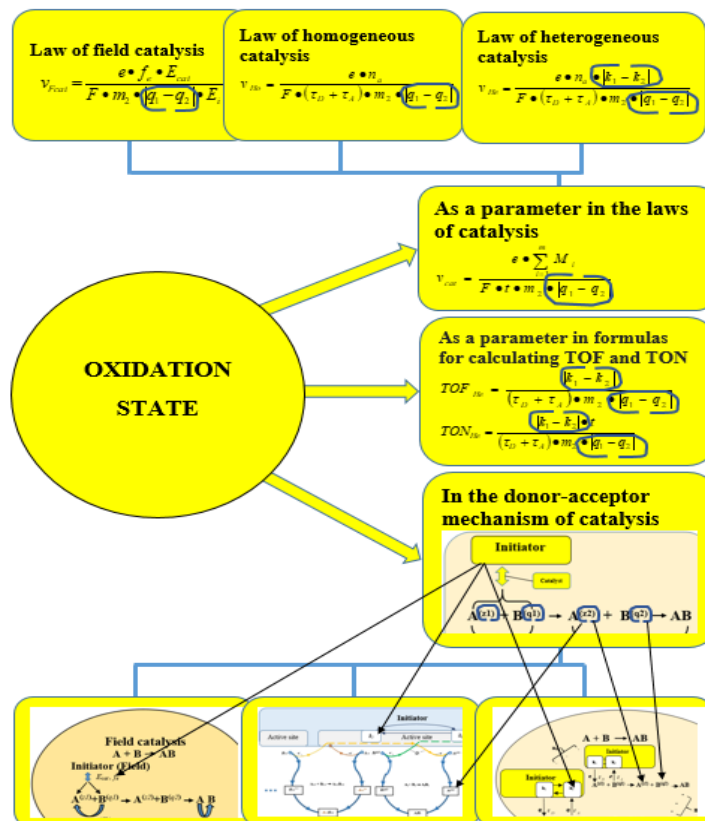 Law of field catalysis
v_Fcat = e • f_e • E_cat / F • m_2 • |q_1 − q_2| • E_i
Law of homogeneous
catalysis
v_Ho = e • n_a / F • (τ_D + τ_A) • m_2 • |q_1 − q_2|
Law of heterogeneous
catalysis
v_He = e • n_a • |k_1 − k_2| / F • (τ_D + τ_A) • m_2 • |q_1 − q_2|
As a parameter in the laws
of catalysis
v_cat = e • ∑ M_i / F • t • m_2 • |q_1 − q_2|
OXIDATION
STATE
As a parameter in formulas
for calculating TOF and TON
TOF_He = |k_1 − k_2| / (τ_D + τ_A) • m_2 • |q_1 − q_2|
TON_He = |k_1 − k_2| • t / (τ_D + τ_A) • m_2 • |q_1 − q_2|
In the donor-acceptor
mechanism of catalysis
Initiator
Catalyst
A(z1) + B(q1) → A(z2) + B(q2) → AB
Field catalysis
A + B → AB
Initiator (Field)
A(z1)+B(q1) → A(z2)+B(q2) → A B
Initiator
Active site
Active site
A + B → AB
Initiator
Initiator